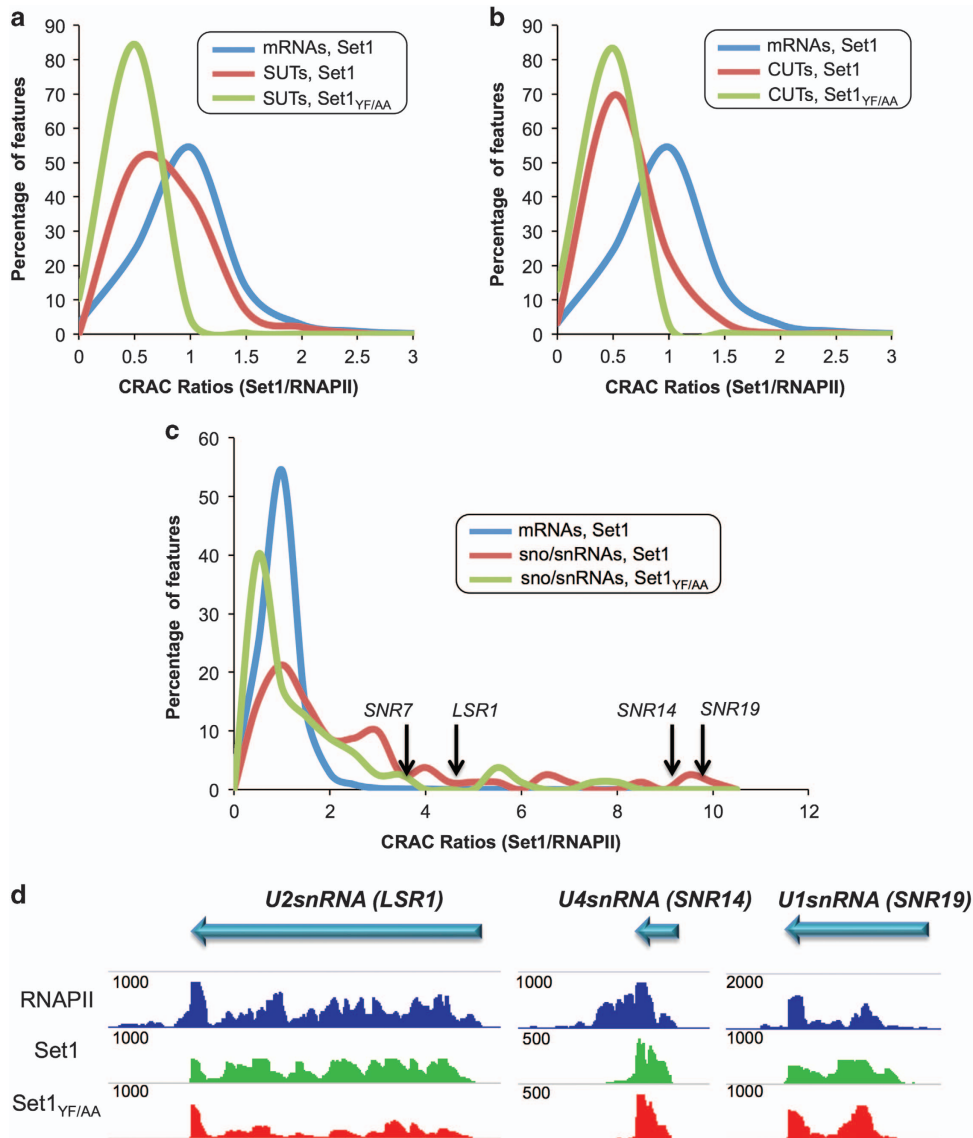 a
Percentage of features
90
80
70
60
50
40
30
20
10
0
mRNAs, Set1
SUTs, Set1
SUTs, Set1YF/AA
0 0.5 1 1.5 2 2.5 3
CRAC Ratios (Set1/RNAPII)
b
Percentage of features
90
80
70
60
50
40
30
20
10
0
mRNAs, Set1
CUTs, Set1
CUTs, Set1YF/AA
0 0.5 1 1.5 2 2.5 3
CRAC Ratios (Set1/RNAPII)
c
Percentage of features
60
50
40
30
20
10
0
mRNAs, Set1
sno/snRNAs, Set1
sno/snRNAs, Set1YF/AA
SNR7 LSR1 SNR14 SNR19
0 2 4 6 8 10 12
CRAC Ratios (Set1/RNAPII)
d
U2snRNA (LSR1) U4snRNA (SNR14) U1snRNA (SNR19)
RNAPII 1000 1000 2000
Set1 1000 500 1000
Set1YF/AA 1000 500 1000